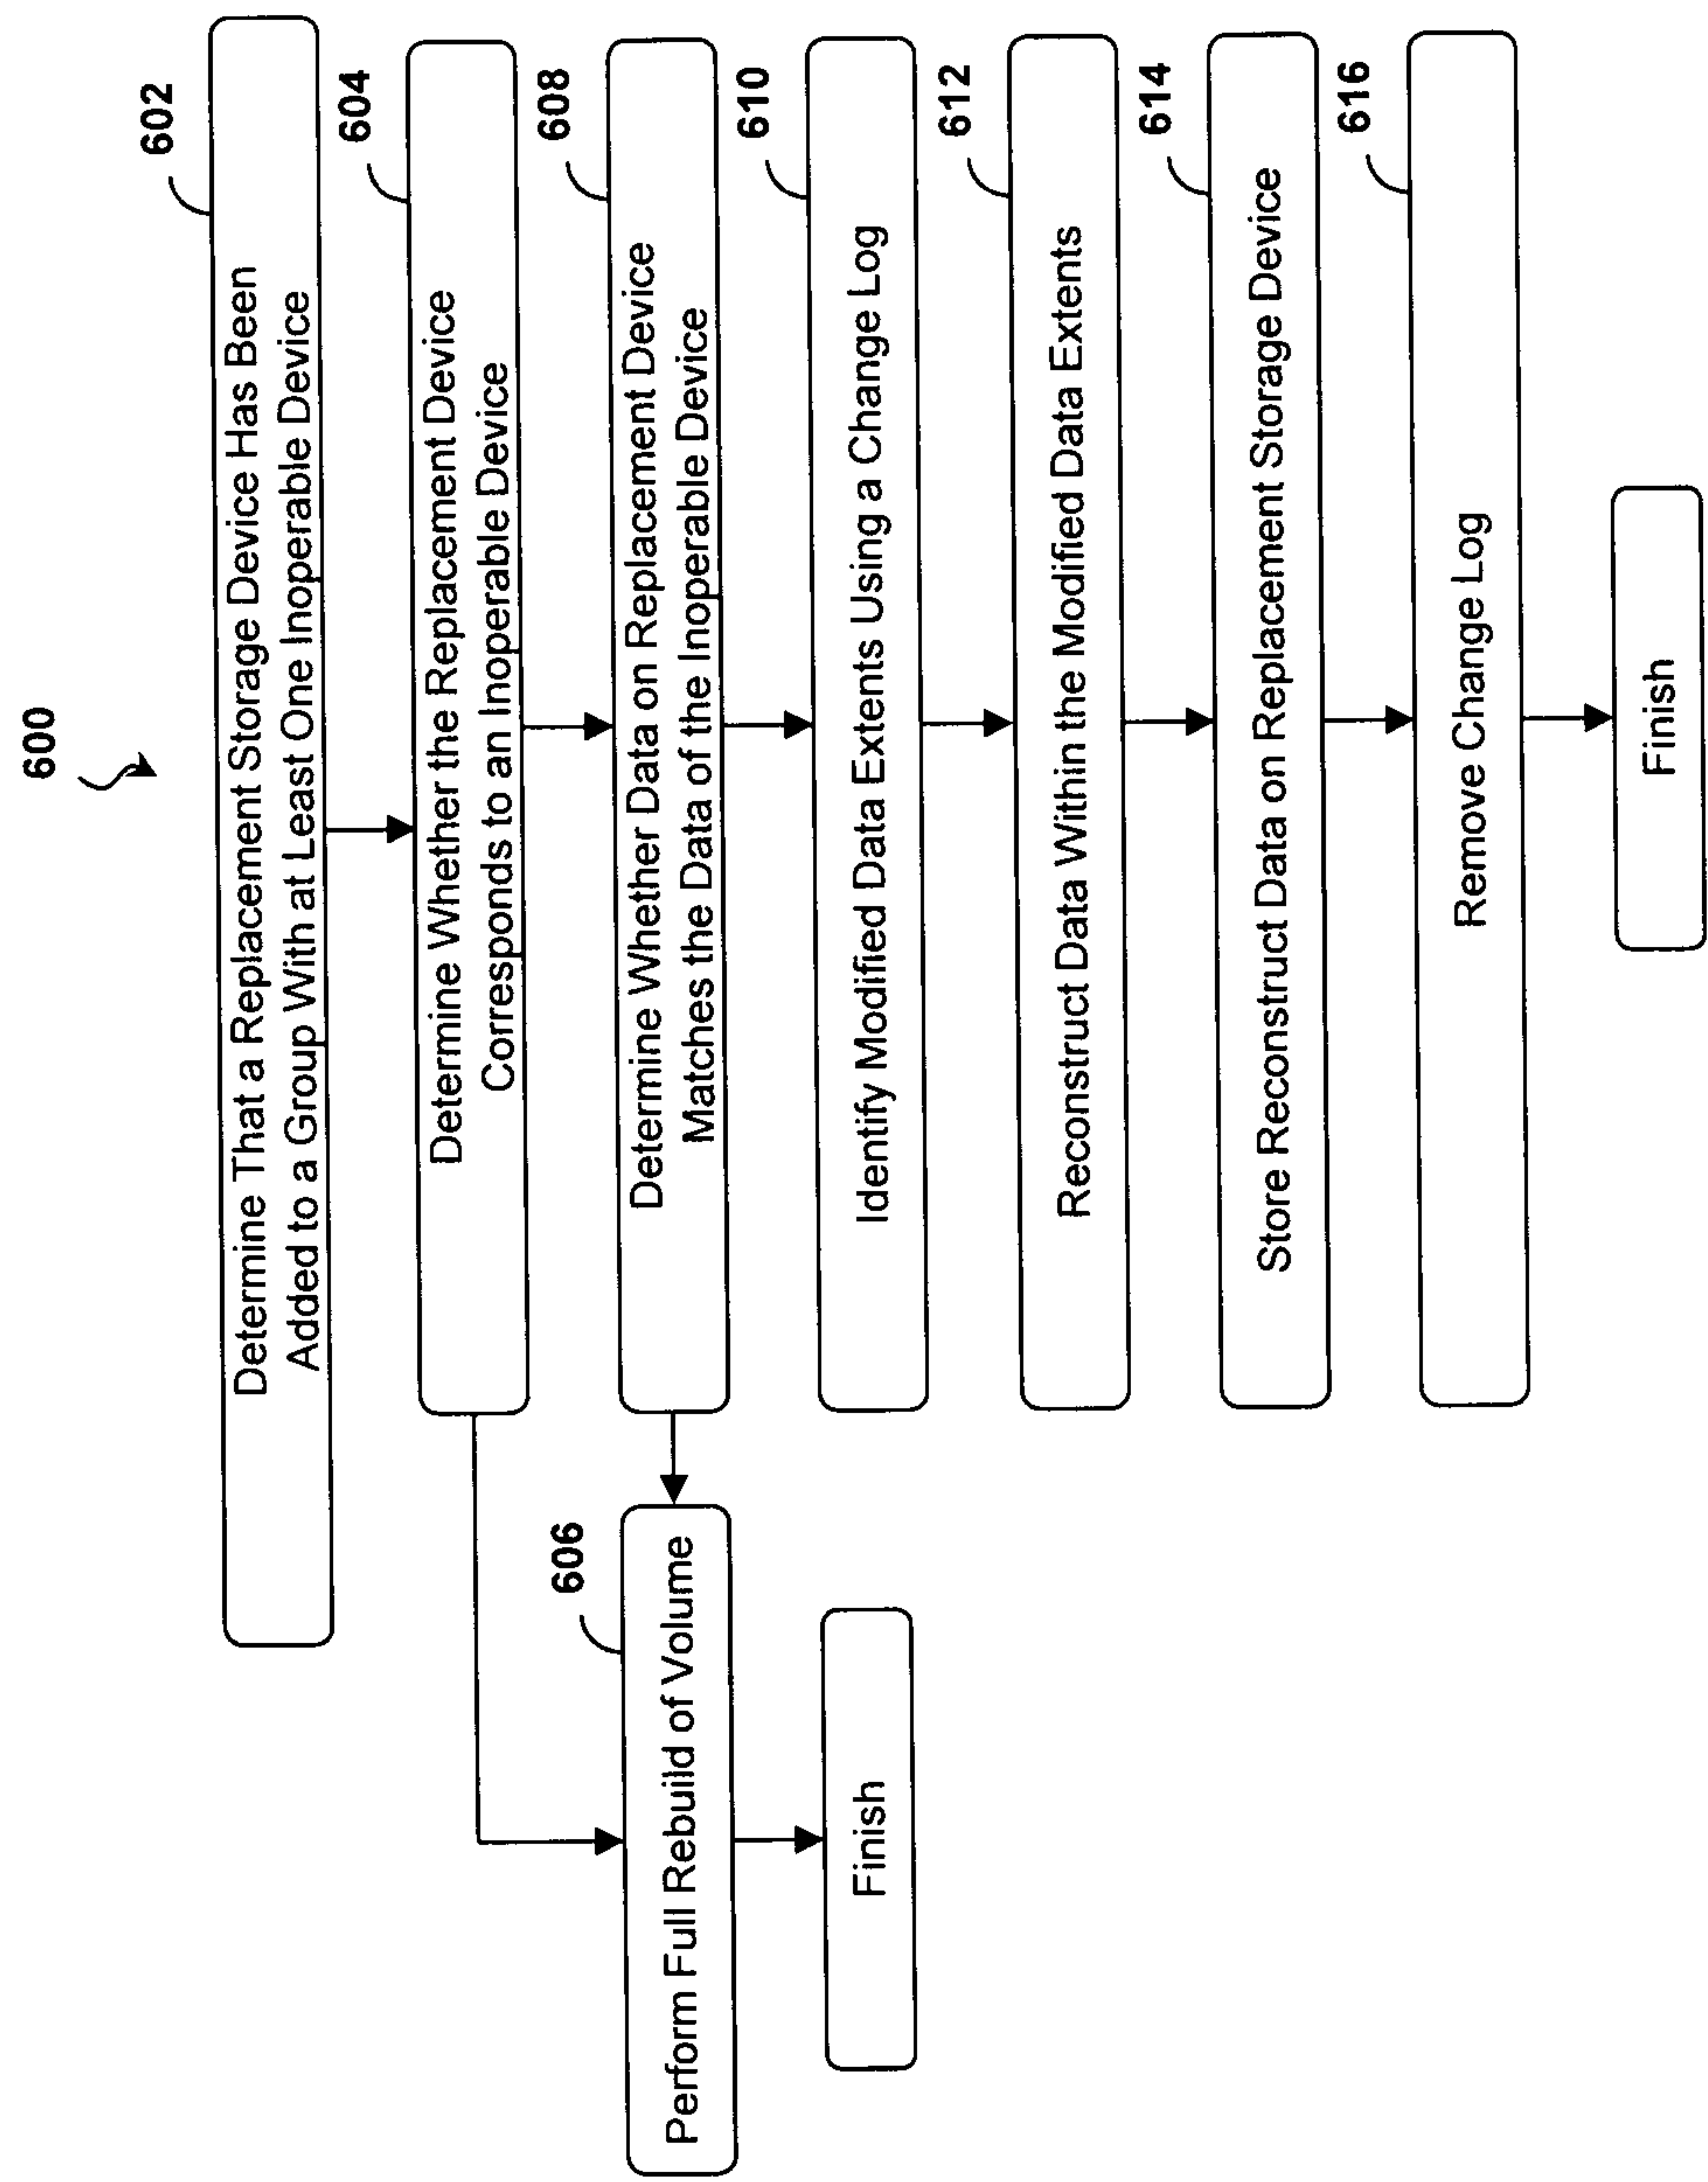 600
602
Determine That a Replacement Storage Device Has Been
Added to a Group With at Least One Inoperable Device
604
Determine Whether the Replacement Device
Corresponds to an Inoperable Device
606
Perform Full Rebuild of Volume
Finish
608
Determine Whether Data on Replacement Device
Matches the Data of the Inoperable Device
610
Identify Modified Data Extents Using a Change Log
612
Reconstruct Data Within the Modified Data Extents
614
Store Reconstruct Data on Replacement Storage Device
616
Remove Change Log
Finish